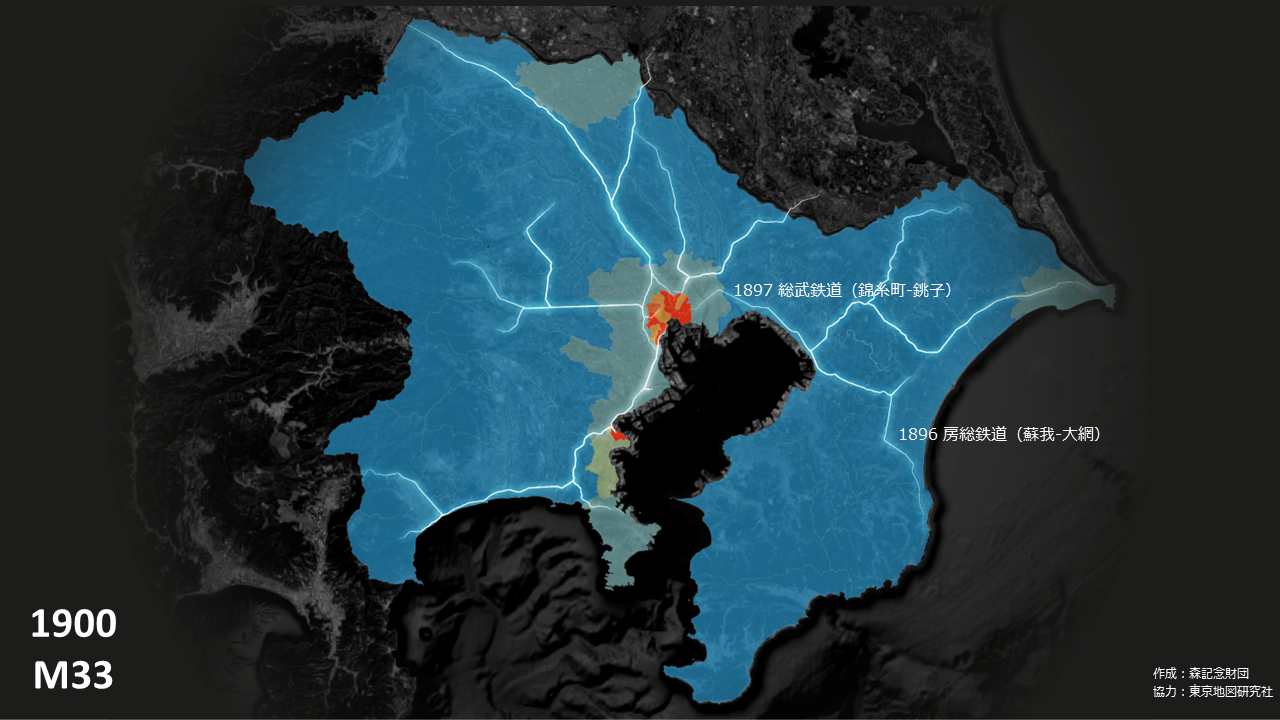 1897 総武鉄道（錦糸町-銚子）
1896 房総鉄道（蘇我-大網）
1900
M33
作成：森記念財団
協力：東京地図研究社